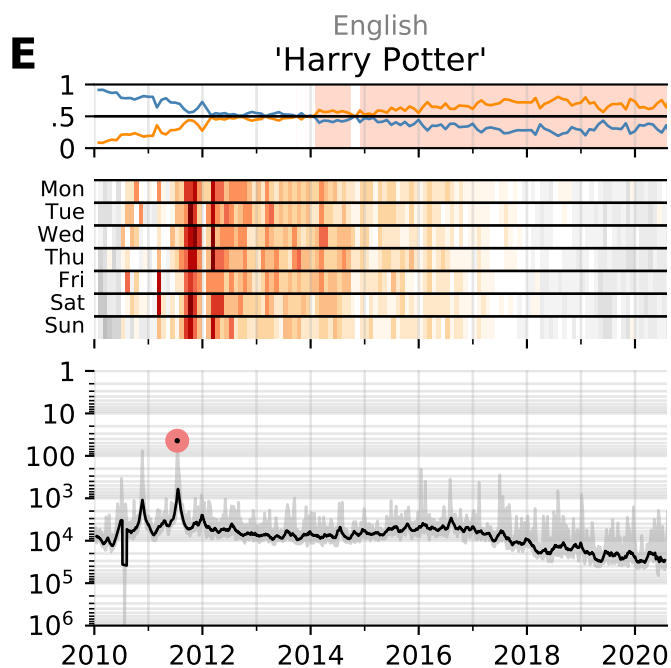 English
E
'Harry Potter'
1
.5
0
Mon
Tue
Wed
Thu
Fri
Sat
Sun
1
10
100
10³
10⁴
10⁵
10⁶
2010 2012 2014 2016 2018 2020